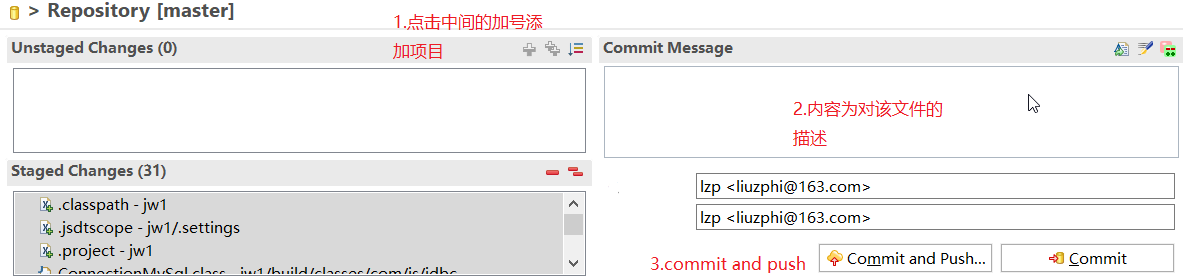 > Repository [master]
1.点击中间的加号添
加项目
Unstaged Changes (0)
Commit Message
2.内容为对该文件的
描述
Staged Changes (31)
.classpath - jw1
.jsdtscope - jw1/.settings
.project - jw1
ConnectionMySql.class - jw1/build/classes/com/js/jdbc
lzp <liuzphi@163.com>
lzp <liuzphi@163.com>
3.commit and push
Commit and Push...
Commit